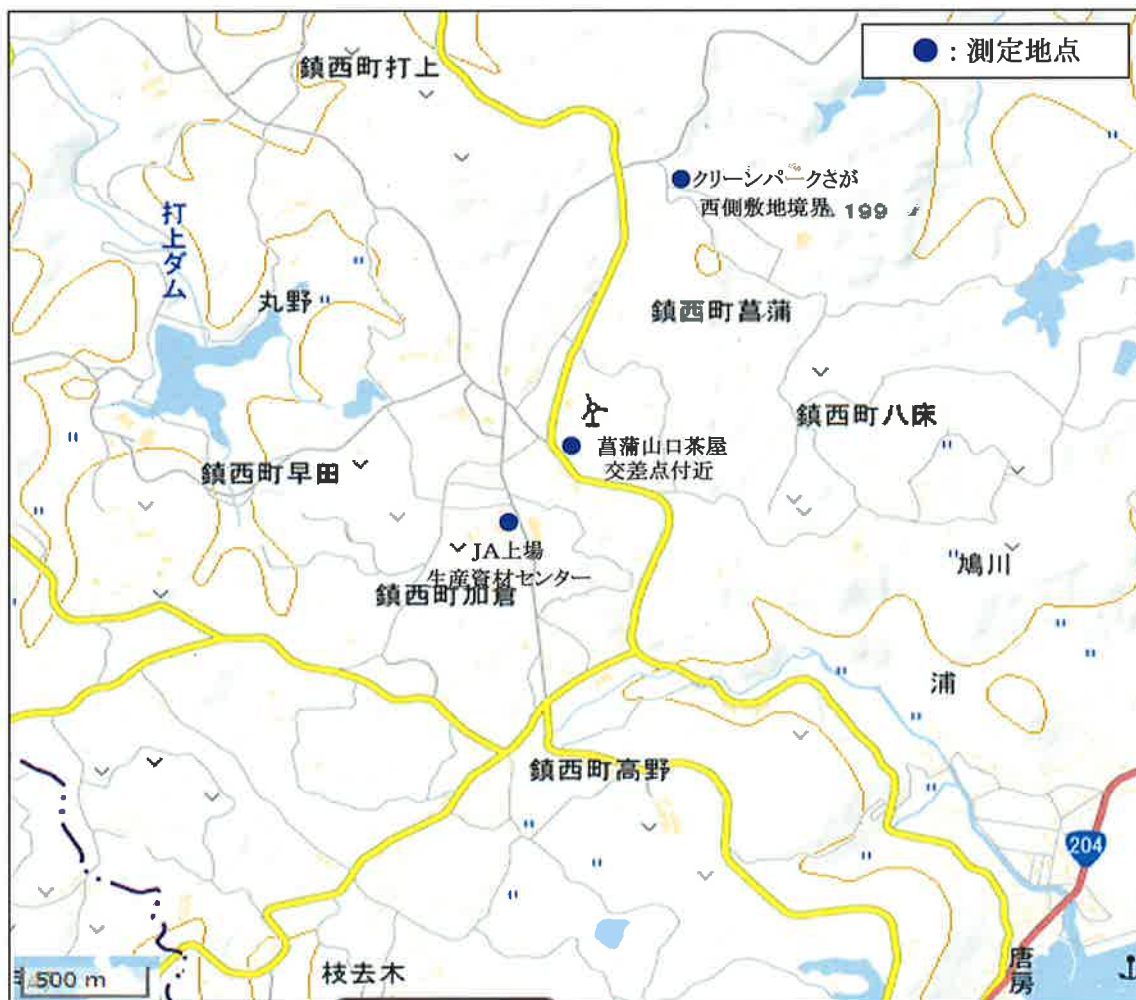 ●：測定地点
鎮西町打上
クリーンパークさが
西側敷地境界
199
打上ダム
丸野
鎮西町菖蒲
鎮西町八床
菖蒲山口茶屋
交差点付近
鎮西町早田
JA上場
生産資材センター
鎮西町加倉
鳩川
浦
鎮西町高野
204
唐房
500 m
枝去木